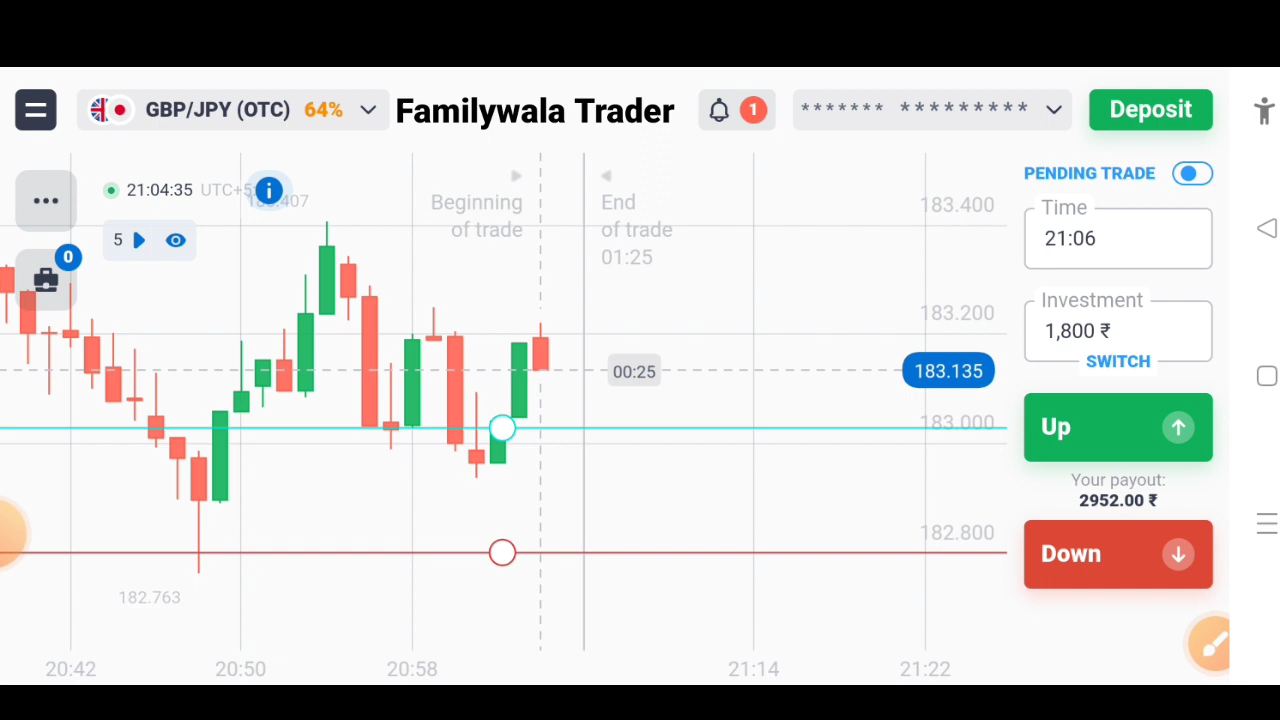 GBP/JPY (OTC) 64% Familywala Trader 1 ******* ********* Deposit
21:04:35 UTC+5
Beginning
of trade
End
of trade
01:25
5
0
183.400
183.200
183.135
183.000
182.800
00:25
182.763
20:42 20:50 20:58 21:14 21:22
PENDING TRADE
Time
21:06
Investment
1,800 ₹
SWITCH
Up
Your payout:
2952.00 ₹
Down